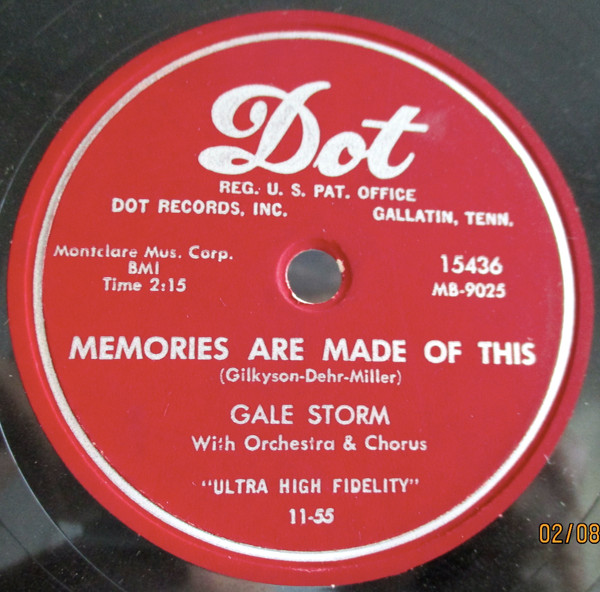 Dot
REG. U. S. PAT. OFFICE
DOT RECORDS, INC. GALLATIN, TENN.
Montclare Mus. Corp.
BMI
Time 2:15
15436
MB-9025
MEMORIES ARE MADE OF THIS
(Gilkyson-Dehr-Miller)
GALE STORM
With Orchestra & Chorus
"ULTRA HIGH FIDELITY"
11-55
02/08